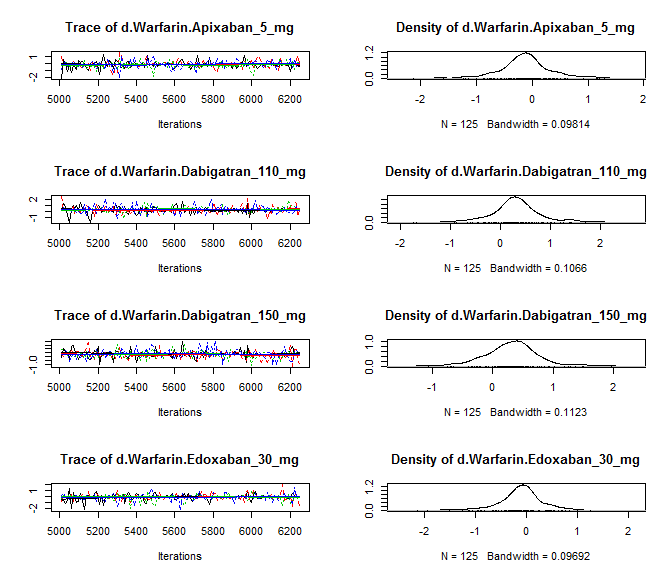 Trace of d.Warfarin.Apixaban_5_mg
1
-2
5000 5200 5400 5600 5800 6000 6200
Iterations
Density of d.Warfarin.Apixaban_5_mg
1.2
0.0
-2 -1 0 1 2
N = 125 Bandwidth = 0.09814
Trace of d.Warfarin.Dabigatran_110_mg
2
-1
5000 5200 5400 5600 5800 6000 6200
Iterations
Density of d.Warfarin.Dabigatran_110_mg
0.0
-2 -1 0 1 2
N = 125 Bandwidth = 0.1066
Trace of d.Warfarin.Dabigatran_150_mg
-1.0
5000 5200 5400 5600 5800 6000 6200
Iterations
Density of d.Warfarin.Dabigatran_150_mg
1.0
0.0
-1 0 1 2
N = 125 Bandwidth = 0.1123
Trace of d.Warfarin.Edoxaban_30_mg
1
-2
5000 5200 5400 5600 5800 6000 6200
Iterations
Density of d.Warfarin.Edoxaban_30_mg
1.2
0.0
-2 -1 0 1 2
N = 125 Bandwidth = 0.09692